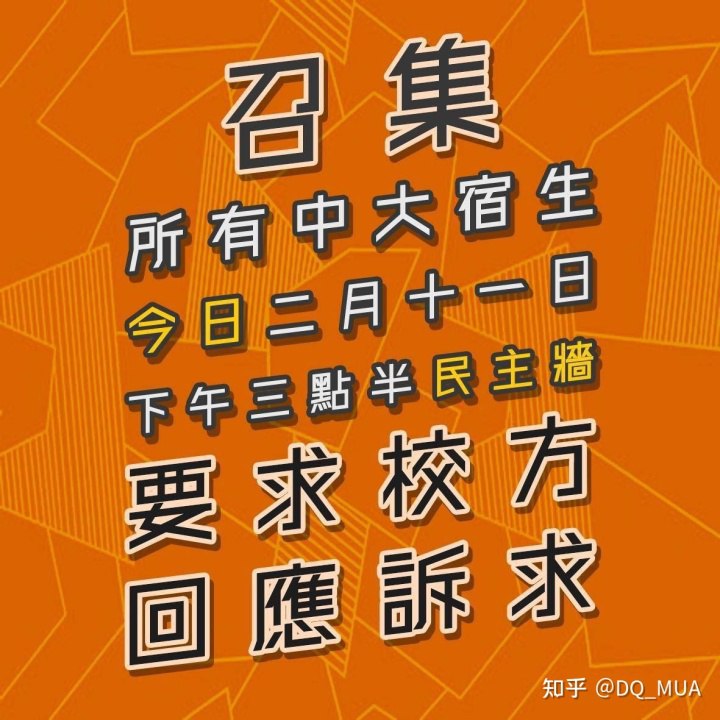 召集
所有中大宿生
今日二月十一日
下午三點半民主牆
要求校方
回應訴求
知乎 @DQ_MUA